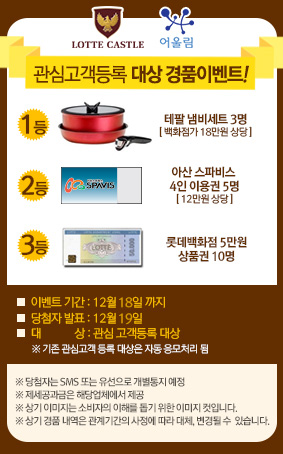 LOTTE CASTLE
어울림
관심고객등록 대상 경품이벤트!
1등
테팔 냄비세트 3명
[ 백화점가 18만원 상당 ]
2등
SPAVIS
아산 스파비스
4인 이용권 5명
[ 12만원 상당 ]
3등
롯데백화점 5만원
상품권 10명
■ 이벤트 기간 : 12월 18일 까지
■ 당첨자 발표 : 12월 19일
■ 대 상 : 관심 고객등록 대상
※ 기존 관심고객 등록 대상은 자동 응모처리 됨
※ 당첨자는 SMS 또는 유선으로 개별통지 예정
※ 제세공과금은 해당업체에서 제공
※ 상기 이미지는 소비자의 이해를 돕기 위한 이미지 컷입니다.
※ 상기 경품 내역은 관계기간의 사정에 따라 대체, 변경될 수 있습니다.